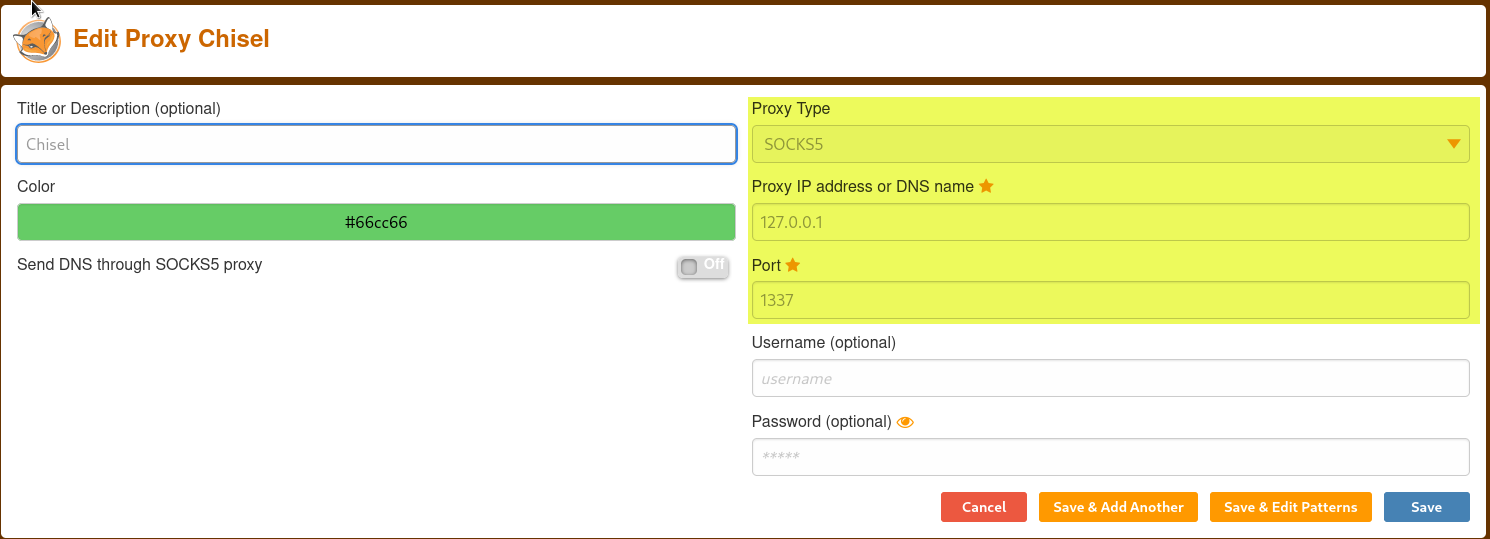 Edit Proxy Chisel
Title or Description (optional)
Chisel
Color
#66cc66
Send DNS through SOCKS5 proxy
Off
Proxy Type
SOCKS5
Proxy IP address or DNS name
127.0.0.1
Port
1337
Username (optional)
username
Password (optional)
*****
Cancel
Save & Add Another
Save & Edit Patterns
Save